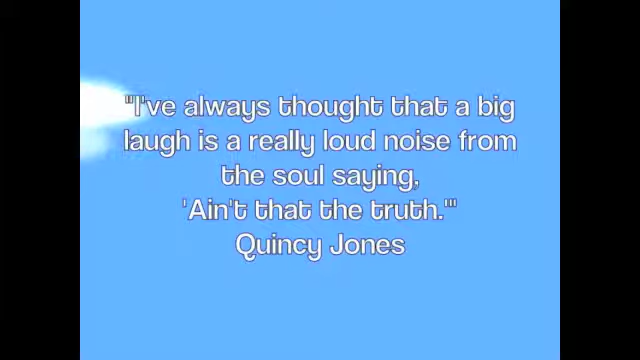 "I've always thought that a big
laugh is a really loud noise from
the soul saying,
'Ain't that the truth.'"
Quincy Jones